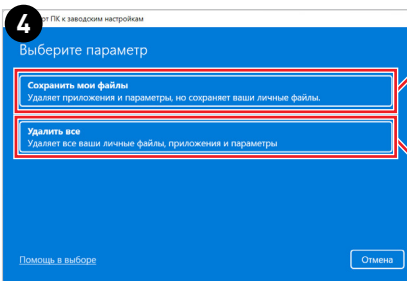 4
рт ПК к заводским настройкам
Выберите параметр
Сохранить мои файлы
Удаляет приложения и параметры, но сохраняет ваши личные файлы.
Удалить все
Удаляет все ваши личные файлы, приложения и параметры
Помощь в выборе
Отмена